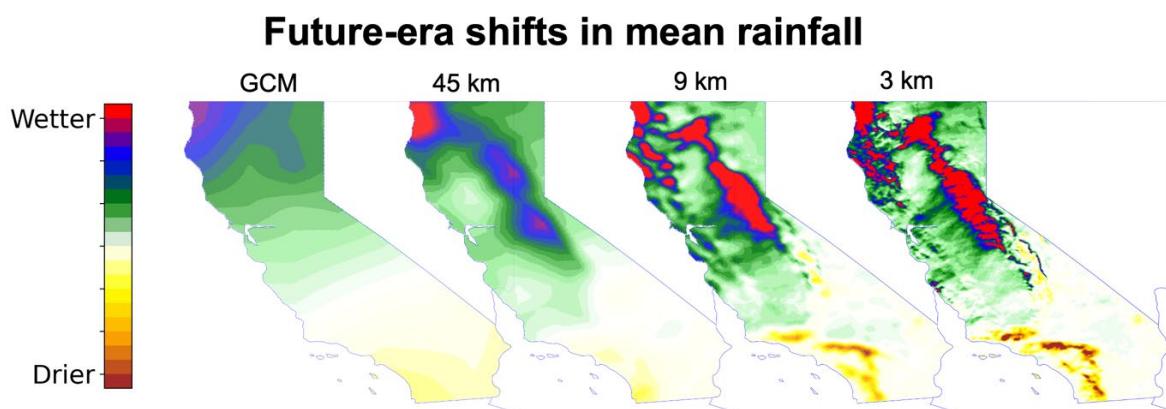 Future-era shifts in mean rainfall
GCM
45 km
9 km
3 km
Wetter
Drier